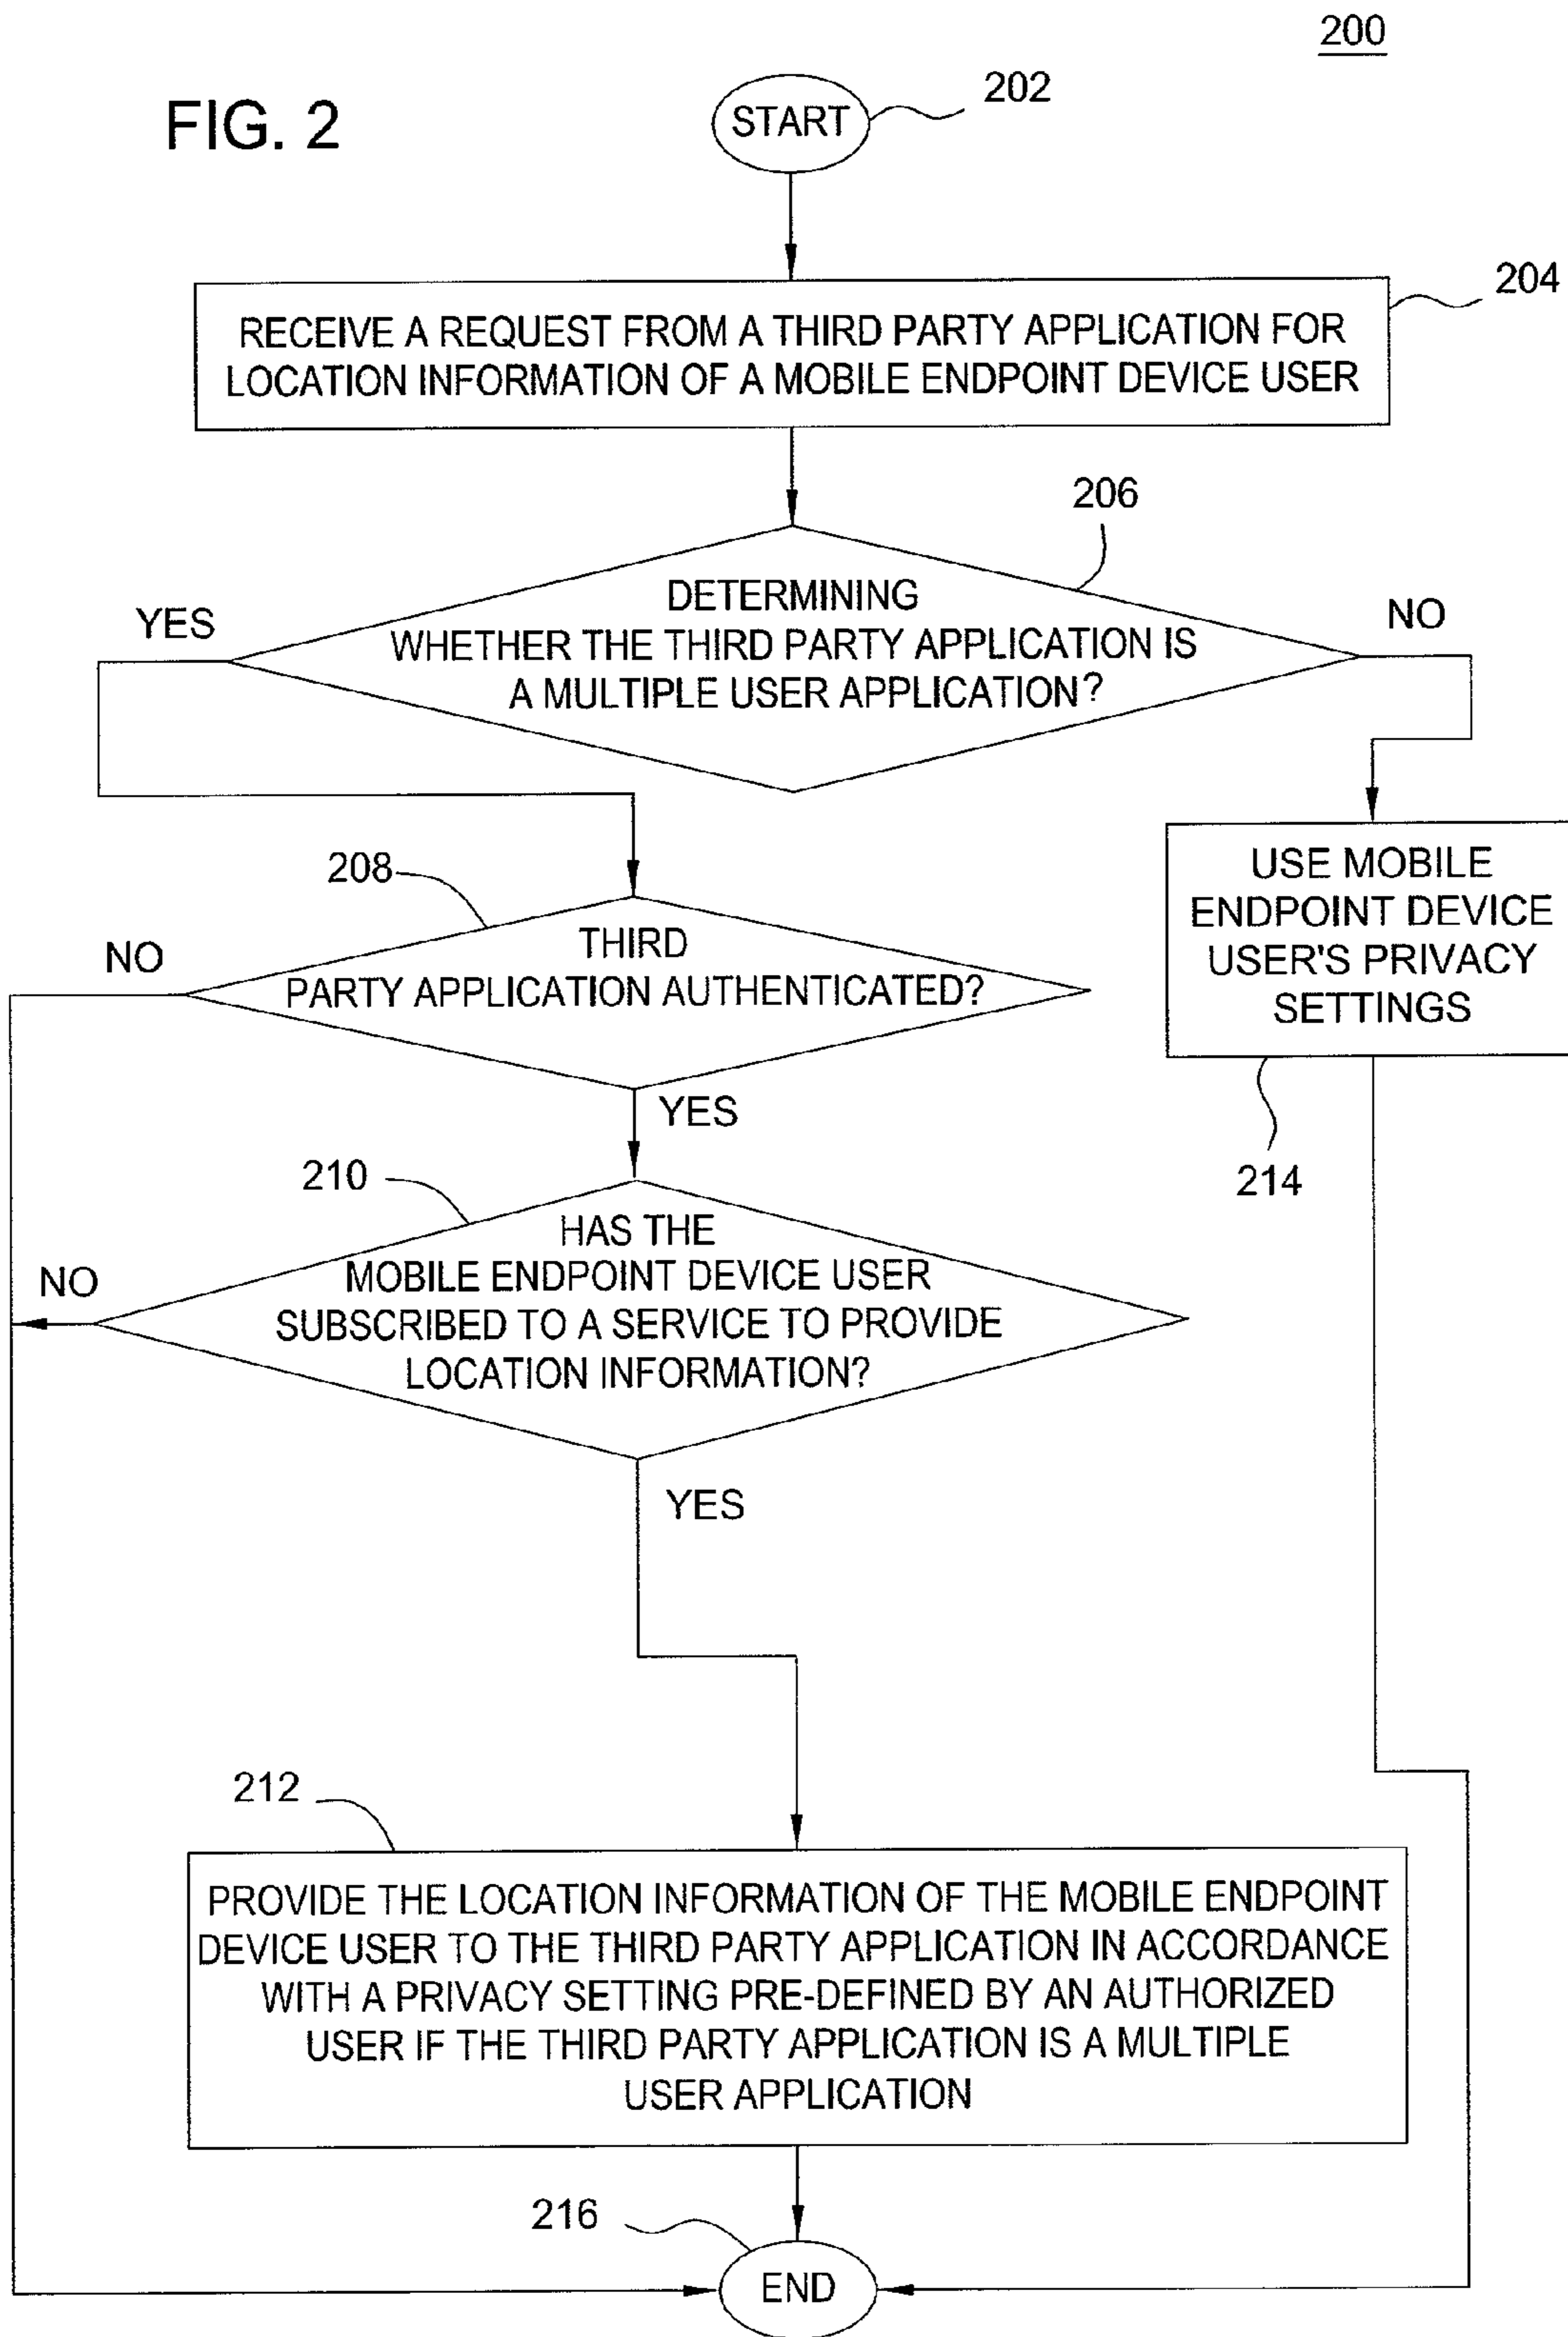 200
FIG. 2
START
202
204
RECEIVE A REQUEST FROM A THIRD PARTY APPLICATION FOR
LOCATION INFORMATION OF A MOBILE ENDPOINT DEVICE USER
206
YES
NO
DETERMINING
WHETHER THE THIRD PARTY APPLICATION IS
A MULTIPLE USER APPLICATION?
208
NO
THIRD
PARTY APPLICATION AUTHENTICATED?
YES
USE MOBILE
ENDPOINT DEVICE
USER'S PRIVACY
SETTINGS
214
210
NO
HAS THE
MOBILE ENDPOINT DEVICE USER
SUBSCRIBED TO A SERVICE TO PROVIDE
LOCATION INFORMATION?
YES
212
PROVIDE THE LOCATION INFORMATION OF THE MOBILE ENDPOINT
DEVICE USER TO THE THIRD PARTY APPLICATION IN ACCORDANCE
WITH A PRIVACY SETTING PRE-DEFINED BY AN AUTHORIZED
USER IF THE THIRD PARTY APPLICATION IS A MULTIPLE
USER APPLICATION
216
END